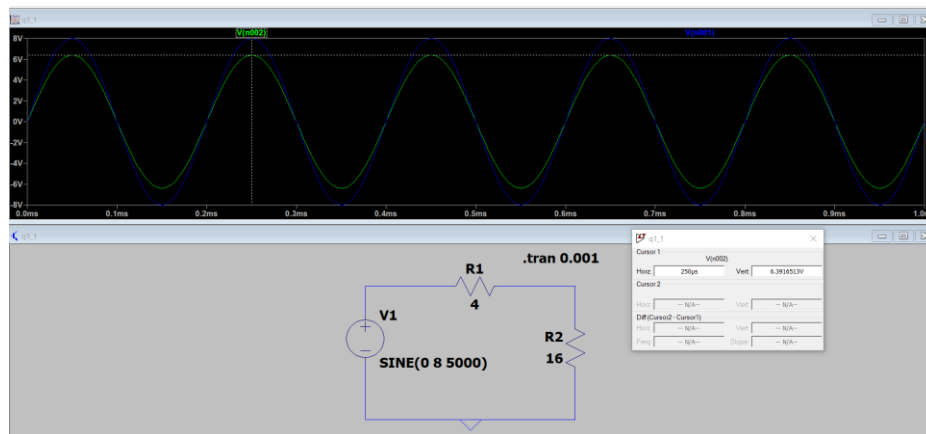 q1_1
V(n002)
V(n001)
8V
6V
4V
2V
0V
-2V
-4V
-6V
-8V
0.0ms
0.1ms
0.2ms
0.3ms
0.4ms
0.5ms
0.6ms
0.7ms
0.8ms
0.9ms
q1_1
.tran 0.001
R1
4
V1
SINE(0 8 5000)
R2
16
q1_1
Cursor 1
V(n002)
Horz: 250µs Vert: 6.3916513V
Cursor 2
Horz: -- N/A-- Vert: -- N/A--
Diff (Cursor2 - Cursor1)
Horz: -- N/A-- Vert: -- N/A--
Freq: -- N/A-- Slope: -- N/A--